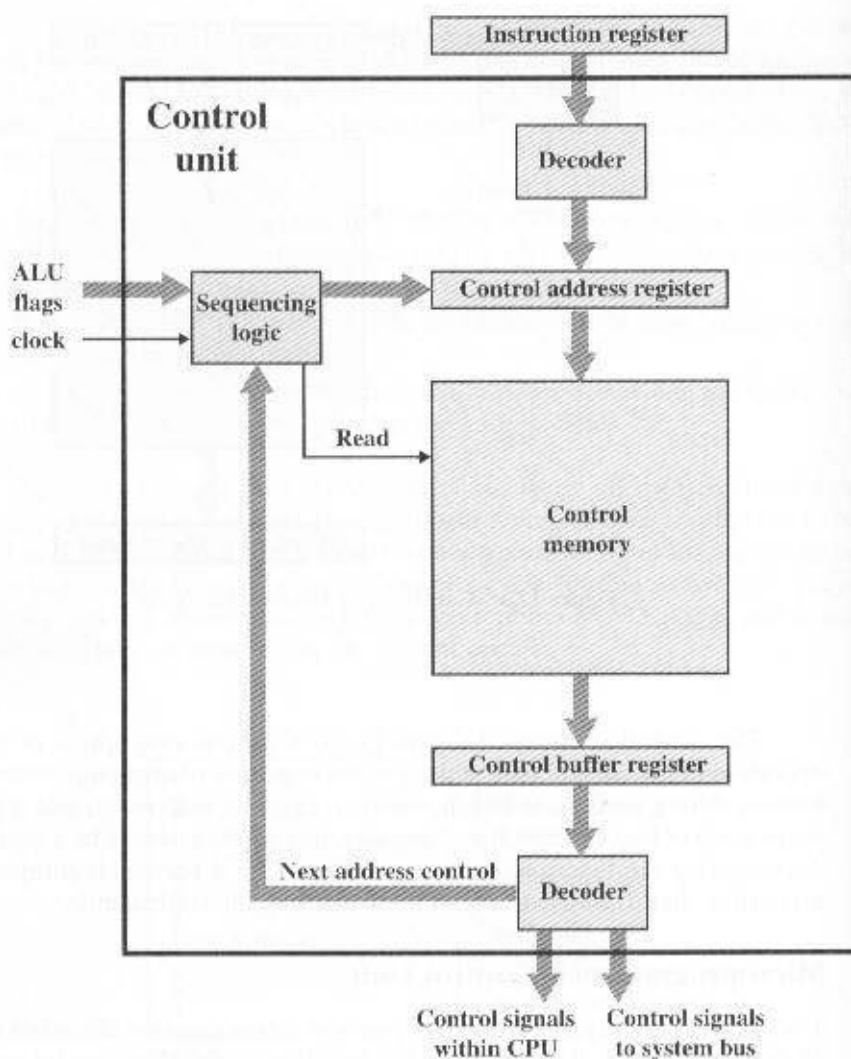 Instruction register
Control
unit
Decoder
ALU
flags
clock
Sequencing
logic
Control address register
Read
Control
memory
Control buffer register
Next address control
Decoder
Control signals
within CPU
Control signals
to system bus